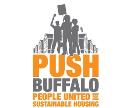 PUSH
BUFFALO
PEOPLE UNITED FOR
SUSTAINABLE HOUSING